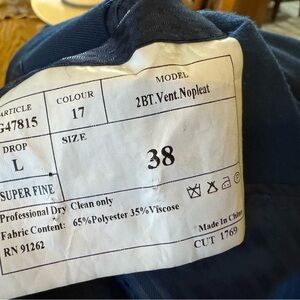 ARTICLE COLOUR MODEL
G47815 17 2BT.Vent.Nopleat
DROP SIZE
L 38
SUPER FINE
Professional Dry Clean only
Fabric Content: 65%Polyester 35%Viscose
RN 91262 Made In China
CUT 1769